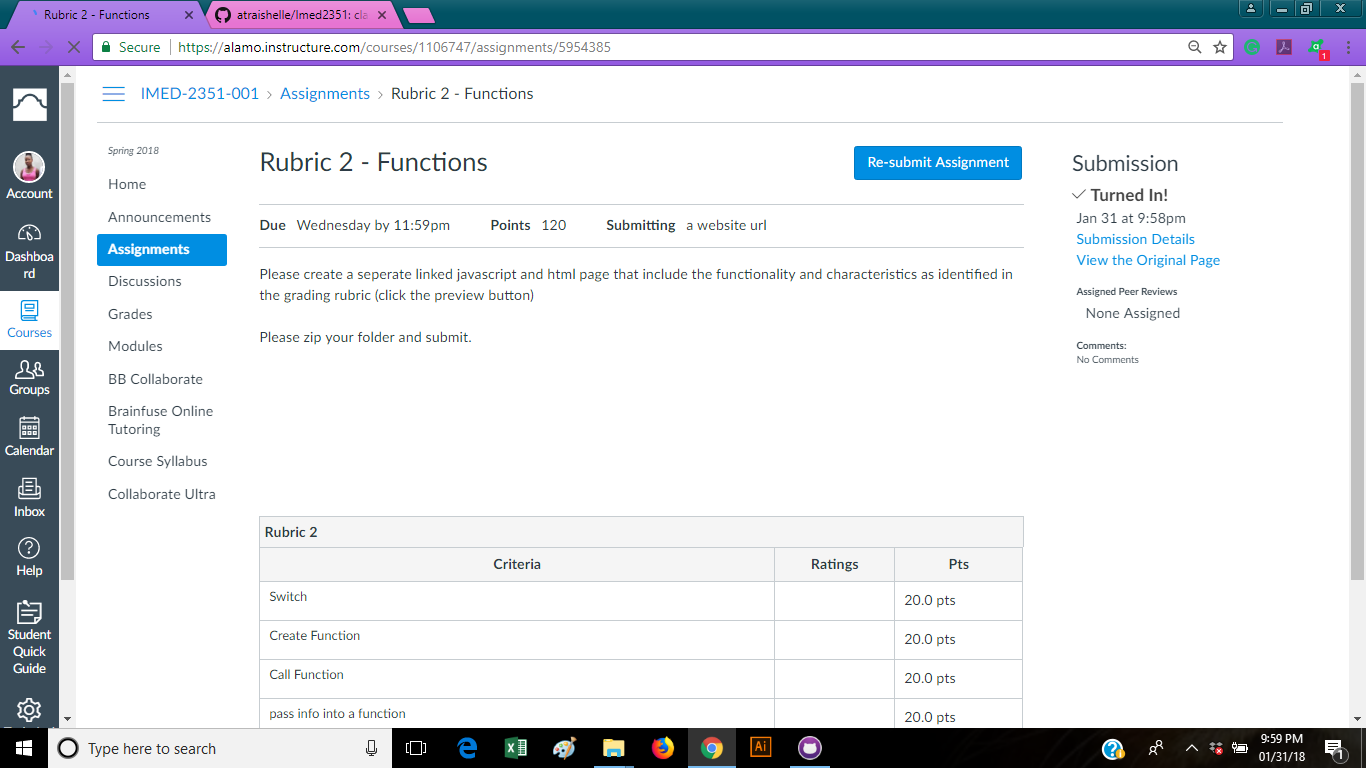 Rubric 2 - Functions
atraishelle/Imed2351: cla
Secure
https://alamo.instructure.com/courses/1106747/assignments/5954385
1
IMED-2351-001 > Assignments > Rubric 2 - Functions
Account
Dashboa
rd
Courses
Groups
Calendar
Inbox
Help
Student
Quick
Guide
Spring 2018
Home
Announcements
Assignments
Discussions
Grades
Modules
BB Collaborate
Brainfuse Online
Tutoring
Course Syllabus
Collaborate Ultra
Rubric 2 - Functions
Re-submit Assignment
Due Wednesday by 11:59pm Points 120 Submitting a website url
Please create a seperate linked javascript and html page that include the functionality and characteristics as identified in
the grading rubric (click the preview button)
Please zip your folder and submit.
Rubric 2
Criteria Ratings Pts
Switch 20.0 pts
Create Function 20.0 pts
Call Function 20.0 pts
pass info into a function 20.0 pts
Submission
Turned In!
Jan 31 at 9:58pm
Submission Details
View the Original Page
Assigned Peer Reviews
None Assigned
Comments:
No Comments
Type here to search
Ai
9:59 PM
01/31/18
1